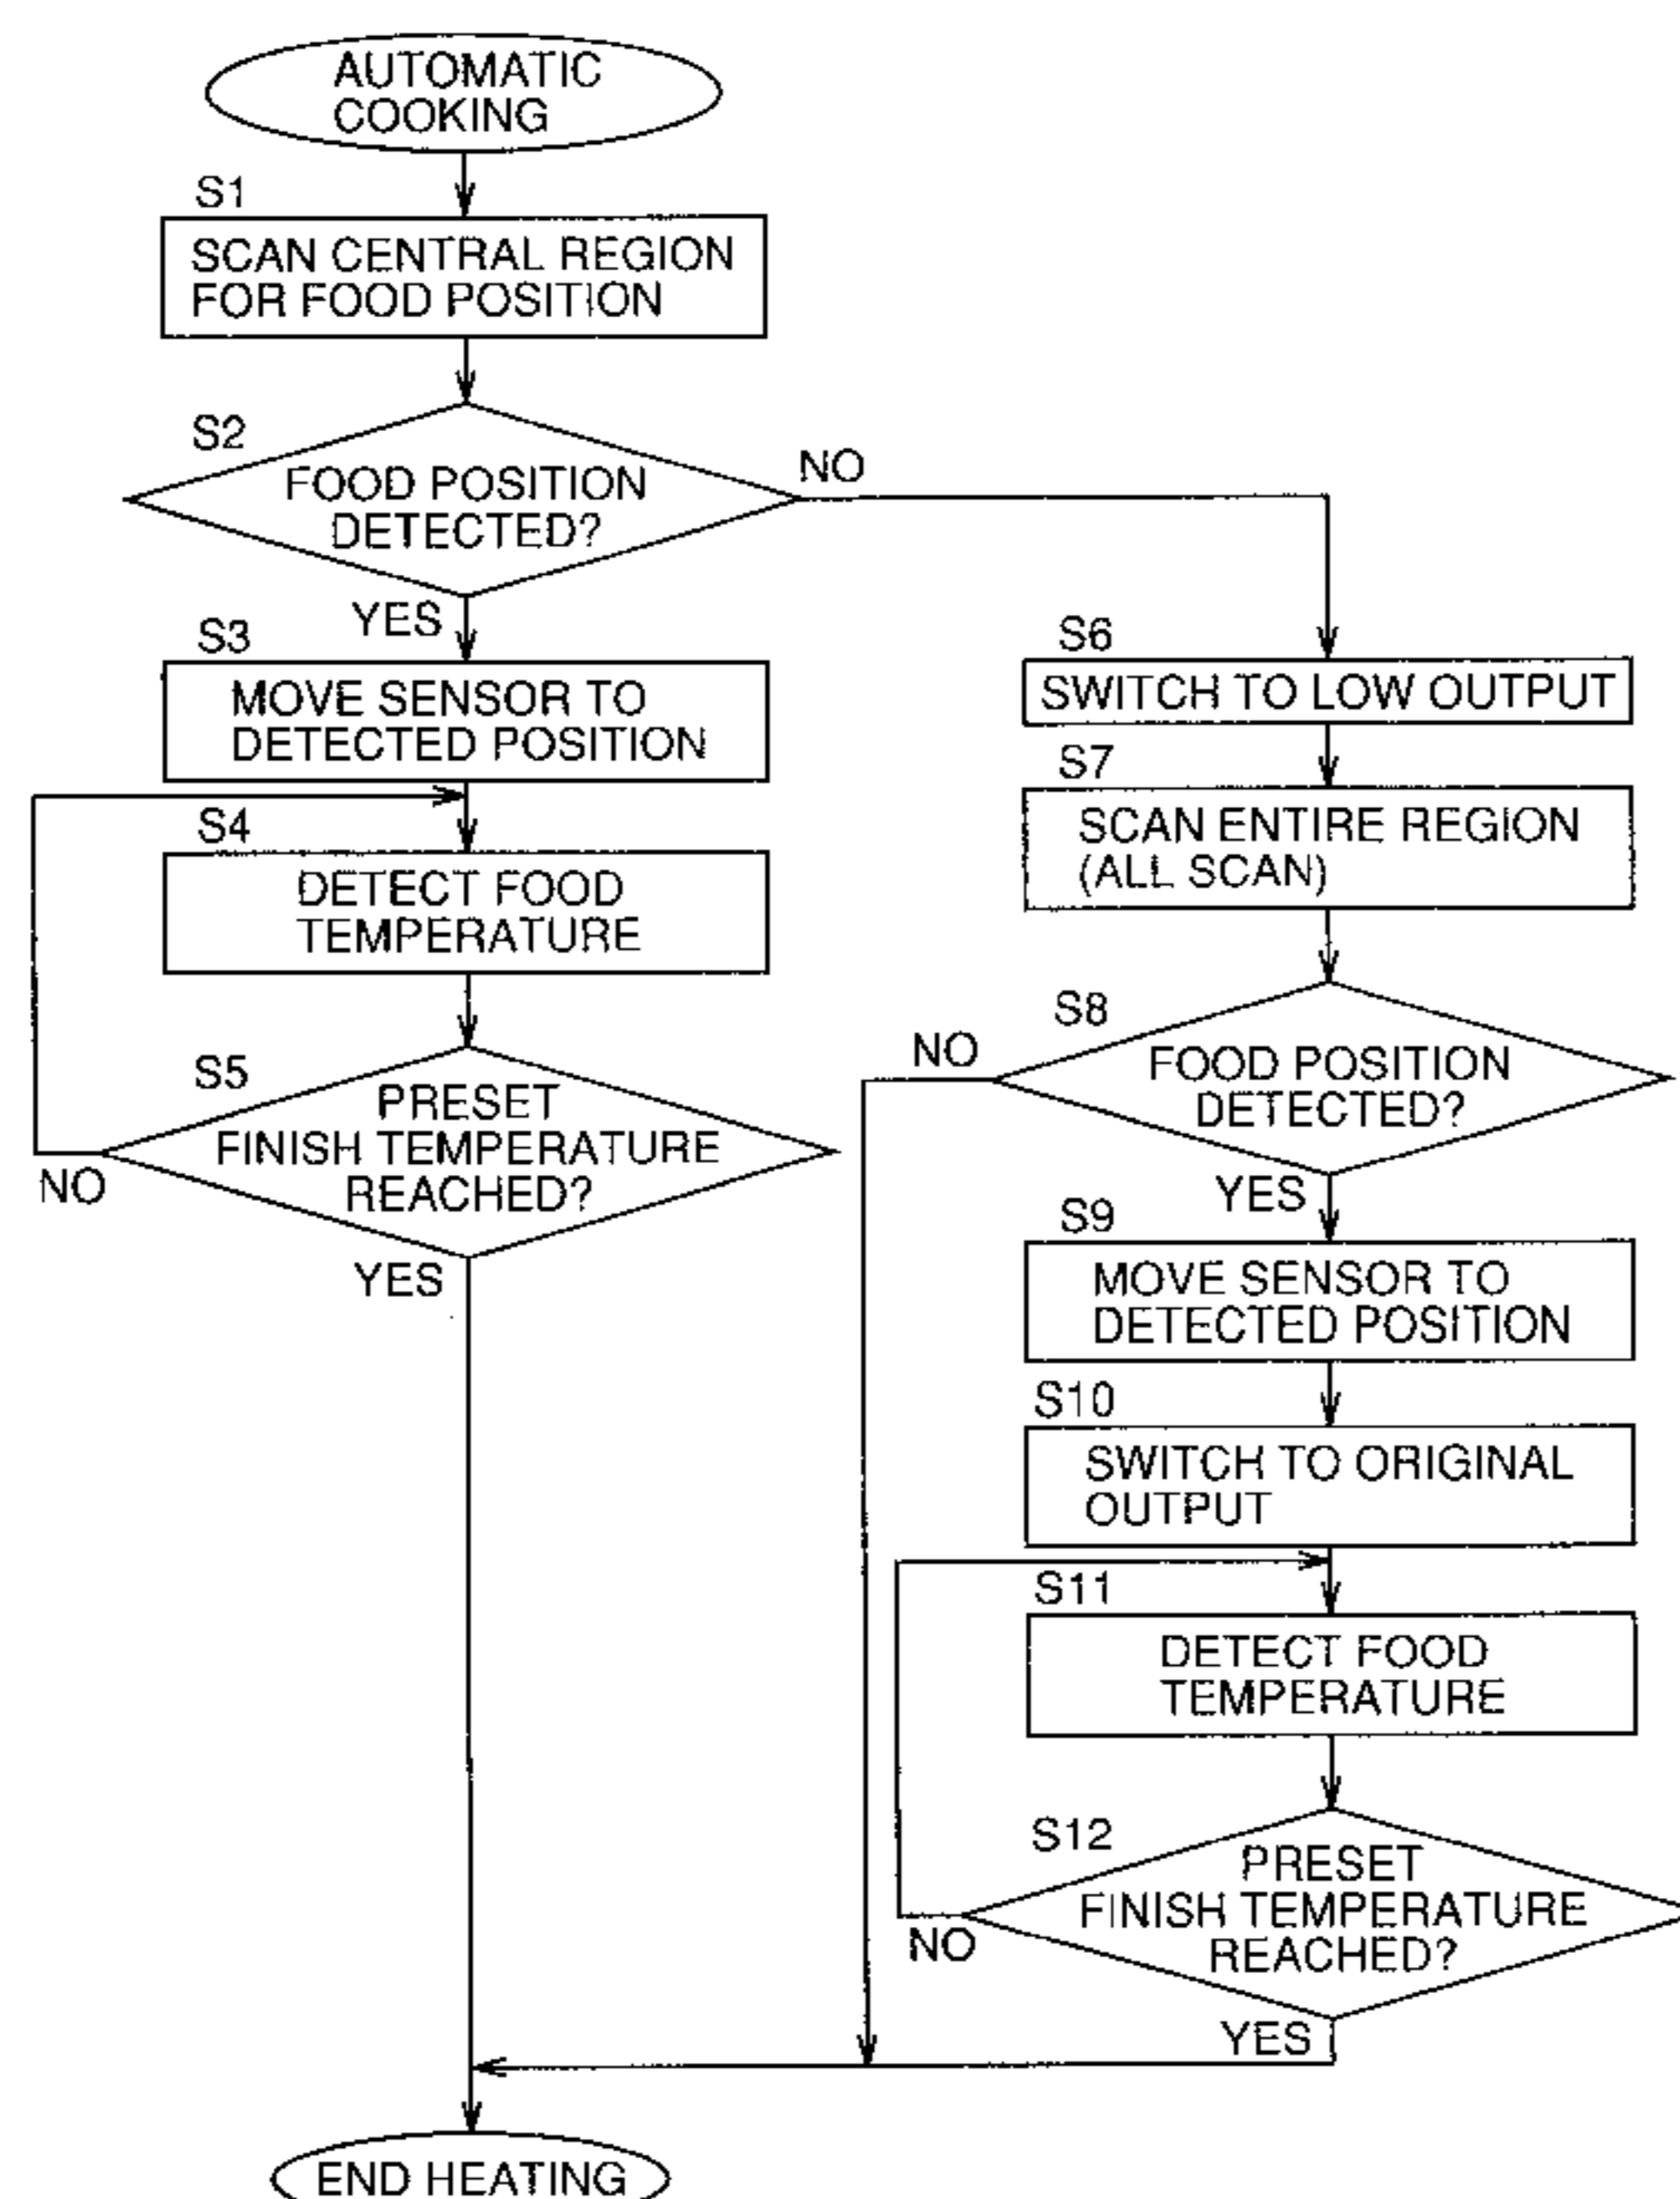 AUTOMATIC
COOKING
S1
SCAN CENTRAL REGION
FOR FOOD POSITION
S2
FOOD POSITION
DETECTED?
NO
YES
S3
MOVE SENSOR TO
DETECTED POSITION
S4
DETECT FOOD
TEMPERATURE
S5
PRESET
FINISH TEMPERATURE
REACHED?
NO
YES
S6
SWITCH TO LOW OUTPUT
S7
SCAN ENTIRE REGION
(ALL SCAN)
S8
FOOD POSITION
DETECTED?
NO
YES
S9
MOVE SENSOR TO
DETECTED POSITION
S10
SWITCH TO ORIGINAL
OUTPUT
S11
DETECT FOOD
TEMPERATURE
S12
PRESET
FINISH TEMPERATURE
REACHED?
NO
YES
END HEATING